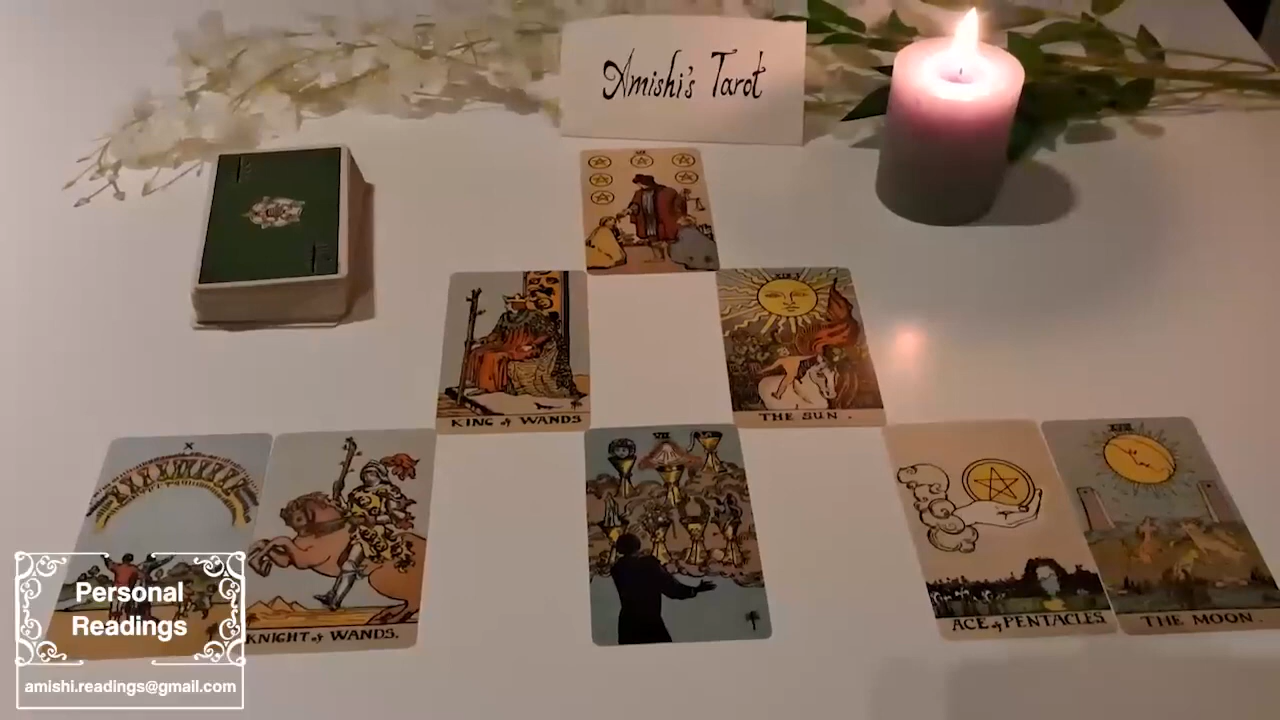 Amishi's Tarot
KING of WANDS
THE SUN.
X
KNIGHT of WANDS.
VII
ACE of PENTACLES.
THE MOON.
Personal
Readings
amishi.readings@gmail.com